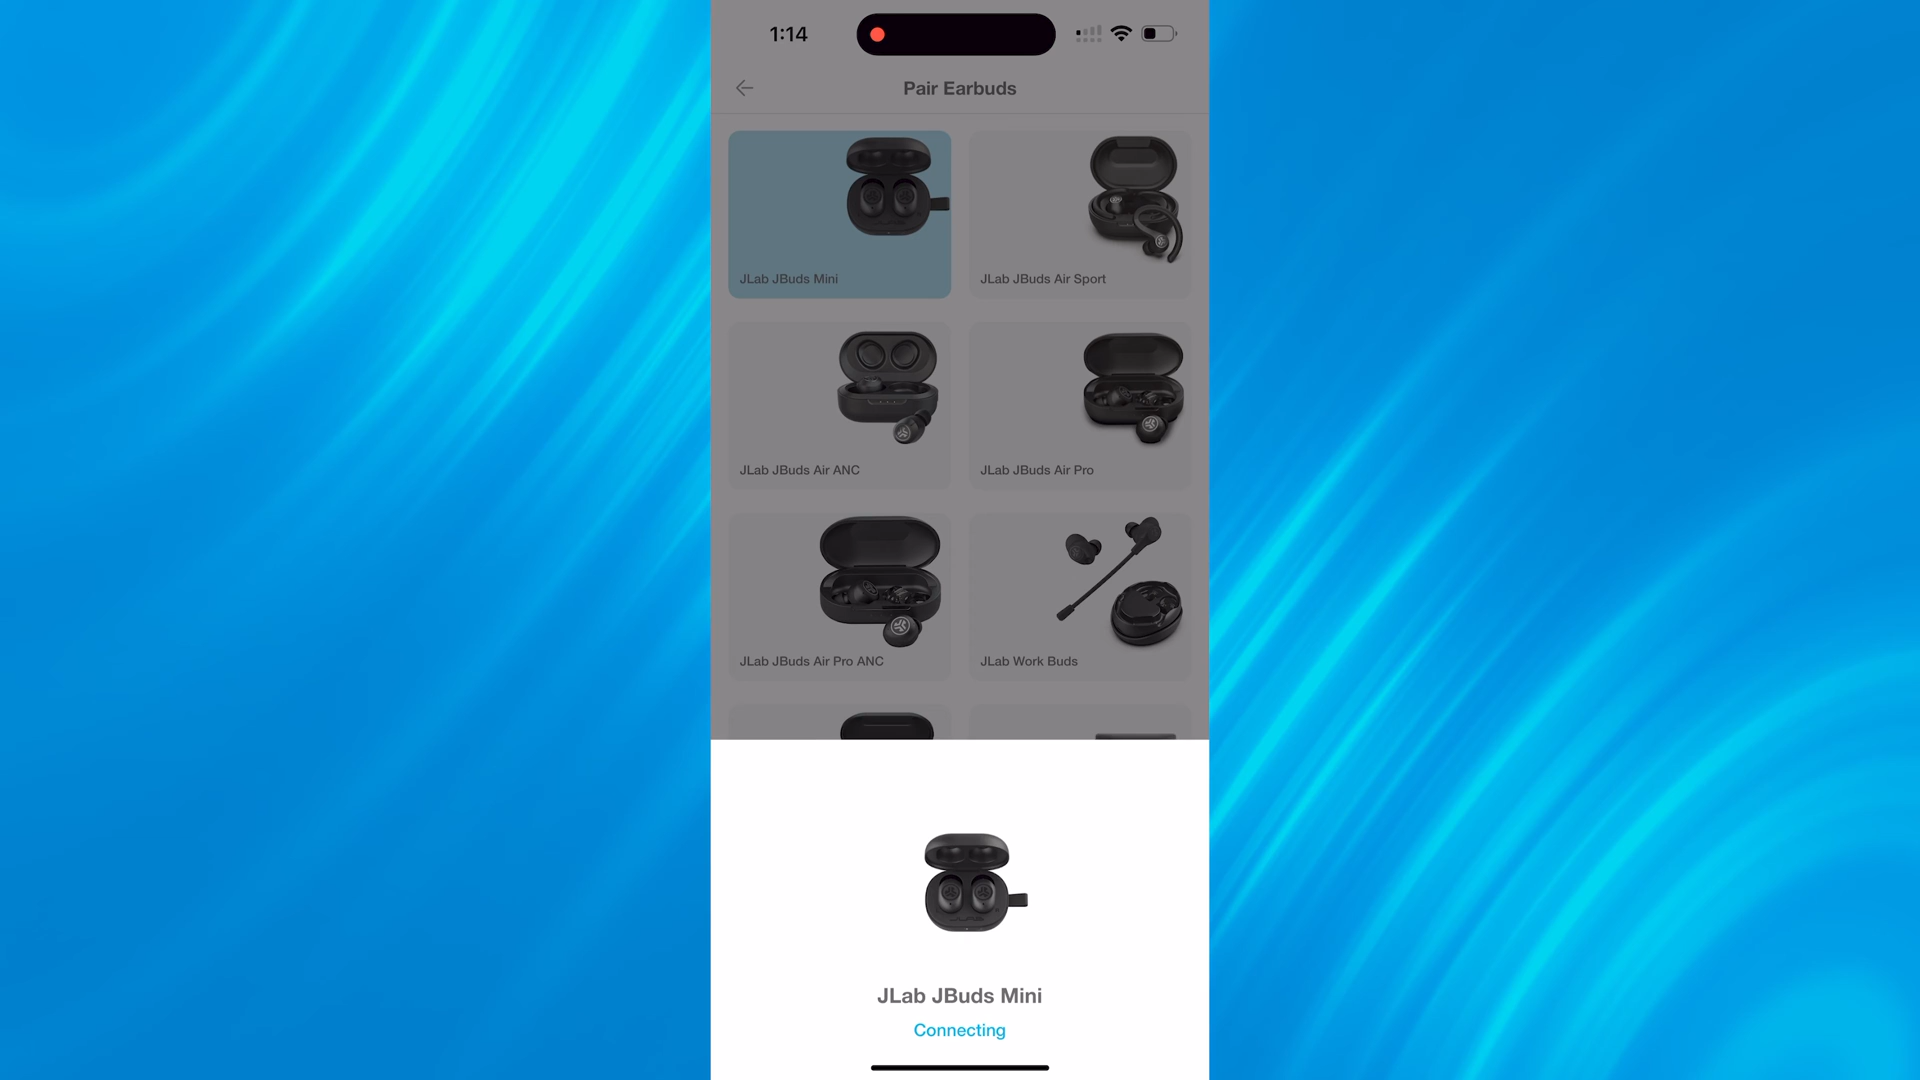 1:14
Pair Earbuds
JLab JBuds Mini
JLab JBuds Air Sport
JLab JBuds Air ANC
JLab JBuds Air Pro
JLab JBuds Air Pro ANC
JLab Work Buds
JLab JBuds Mini
Connecting